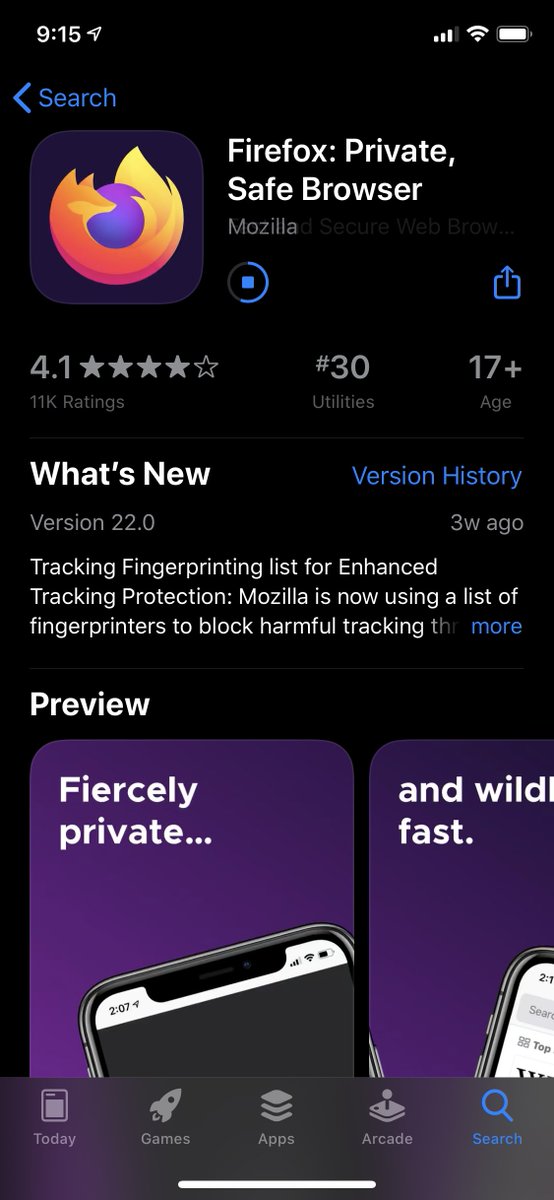 9:15
Search
Firefox: Private,
Safe Browser
Mozilla d Secure Web Brow...
4.1 ★★★★☆
#30
17+
11K Ratings
Utilities
Age
What's New
Version History
Version 22.0
3w ago
Tracking Fingerprinting list for Enhanced
Tracking Protection: Mozilla is now using a list of
fingerprinters to block harmful tracking thr more
Preview
Fiercely
private...
and wildl
fast.
2:07
2:1
Sear
Top
Today
Games
Apps
Arcade
Search